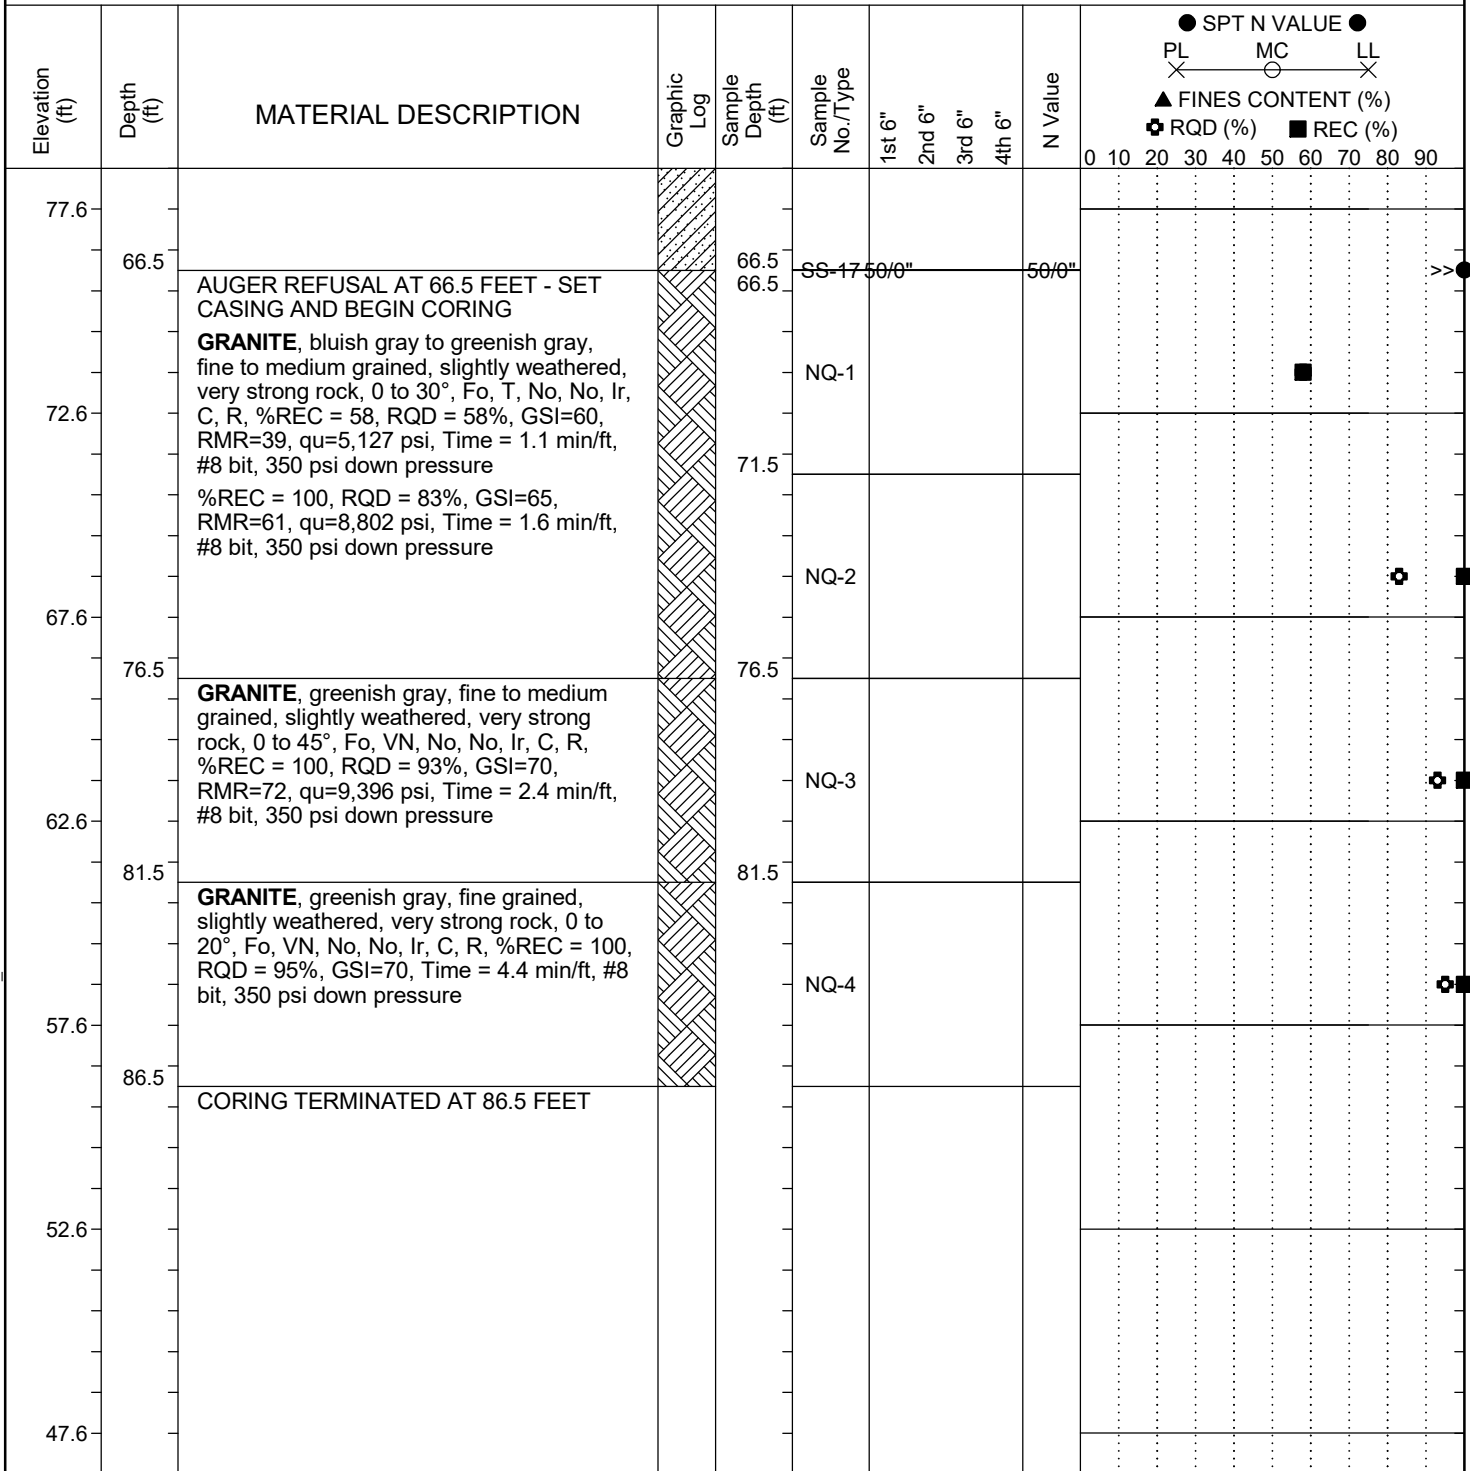 Elevation
(ft)
Depth
(ft)
MATERIAL DESCRIPTION
Graphic
Log
Sample
Depth
(ft)
Sample
No./Type
1st 6"
2nd 6"
3rd 6"
4th 6"
N Value
● SPT N VALUE ●
PL MC LL
▲ FINES CONTENT (%)
RQD (%) ■ REC (%)
0 10 20 30 40 50 60 70 80 90
77.6
66.5
66.5
SS-17 50/0" 50/0" >>
66.5
AUGER REFUSAL AT 66.5 FEET - SET
CASING AND BEGIN CORING
GRANITE, bluish gray to greenish gray,
fine to medium grained, slightly weathered,
very strong rock, 0 to 30°, Fo, T, No, No, Ir,
C, R, %REC = 58, RQD = 58%, GSI=60,
RMR=39, qu=5,127 psi, Time = 1.1 min/ft,
#8 bit, 350 psi down pressure
NQ-1
72.6
71.5
%REC = 100, RQD = 83%, GSI=65,
RMR=61, qu=8,802 psi, Time = 1.6 min/ft,
#8 bit, 350 psi down pressure
NQ-2
67.6
76.5
76.5
GRANITE, greenish gray, fine to medium
grained, slightly weathered, very strong
rock, 0 to 45°, Fo, VN, No, No, Ir, C, R,
%REC = 100, RQD = 93%, GSI=70,
RMR=72, qu=9,396 psi, Time = 2.4 min/ft,
#8 bit, 350 psi down pressure
NQ-3
62.6
81.5
81.5
GRANITE, greenish gray, fine grained,
slightly weathered, very strong rock, 0 to
20°, Fo, VN, No, No, Ir, C, R, %REC = 100,
RQD = 95%, GSI=70, Time = 4.4 min/ft, #8
bit, 350 psi down pressure
NQ-4
57.6
86.5
CORING TERMINATED AT 86.5 FEET
52.6
47.6